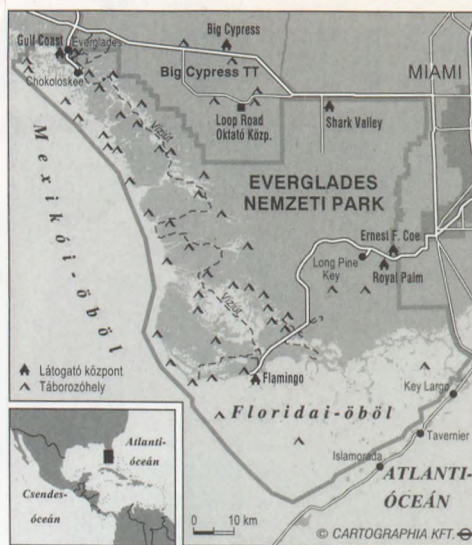 Big Cypress
Gulf Coast
Everglades
Chokoloskee
Big Cypress TT
MIAMI
Loop Road
Oktató Közp.
Shark Valley
Víziút
Mexikói-öböl
EVERGLADES
NEMZETI PARK
Ernest F. Coe
Long Pine
Key
Royal Palm
Víziút
Látogató központ
Táborozóhely
Flamingo
Key Largo
Floridai-öböl
Tavernier
Islamorada
ATLANTI-
ÓCEÁN
Atlanti-
óceán
Csendes-
óceán
0 10 km
© CARTOGRAPHIA KFT.